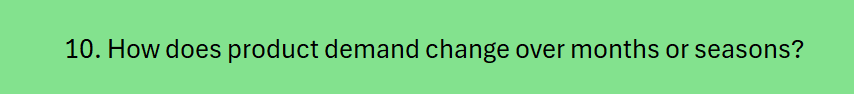 10. How does product demand change over months or seasons?